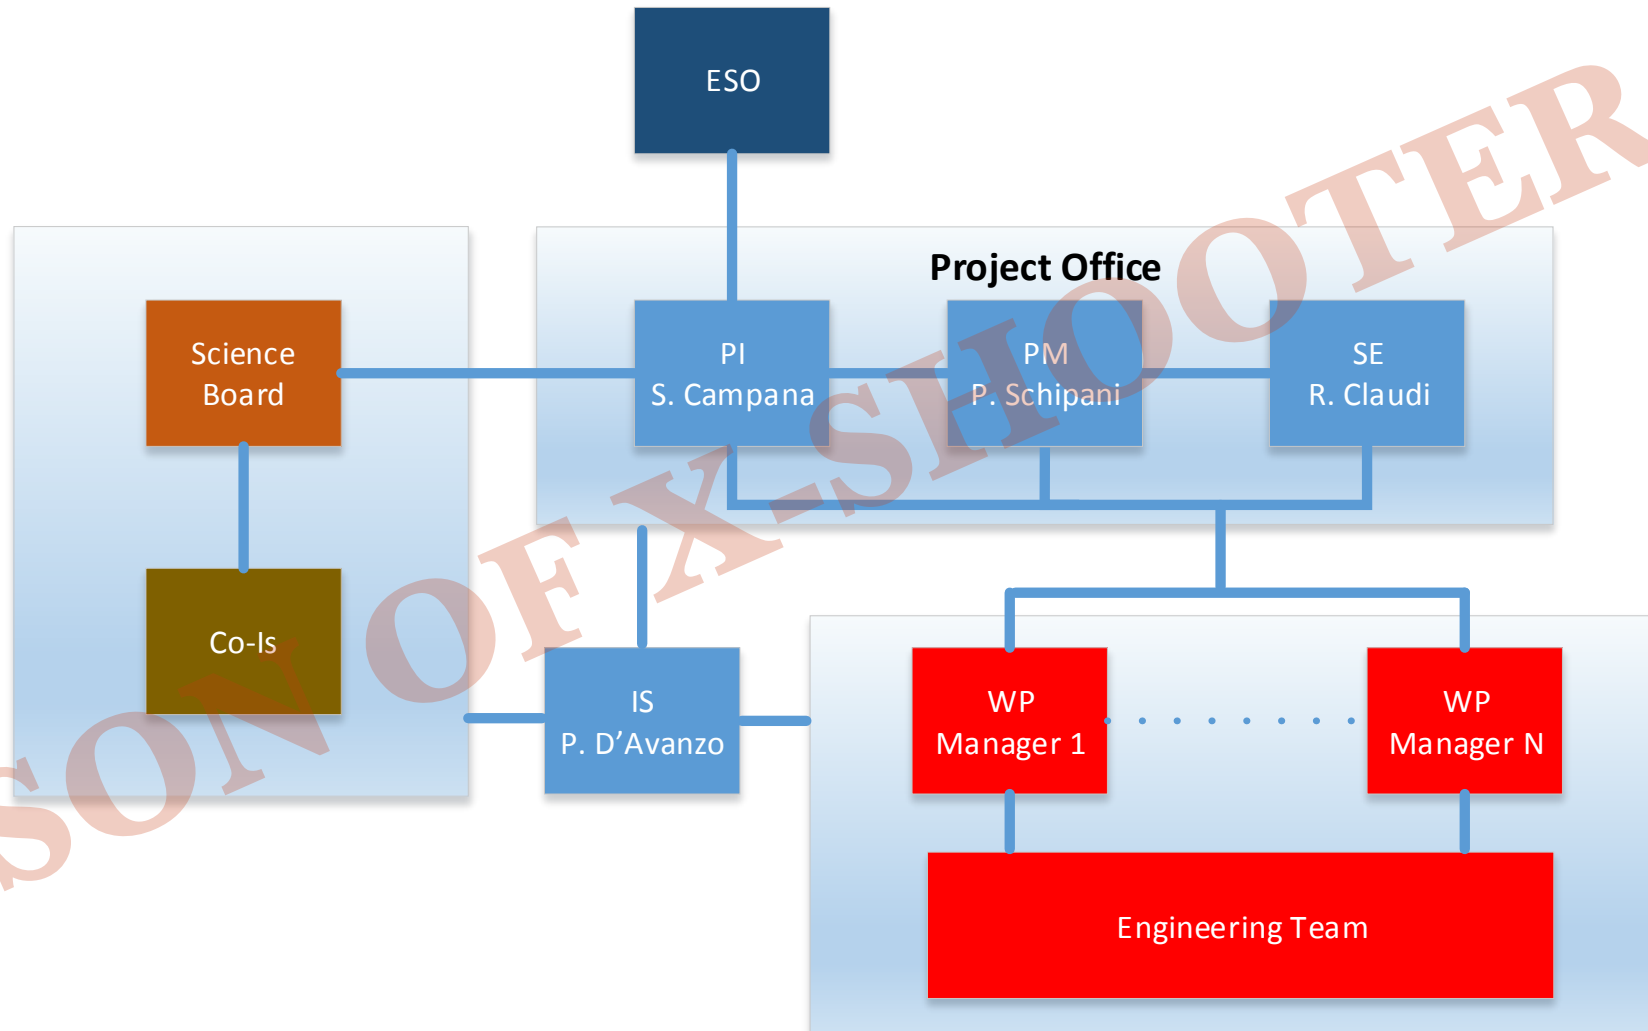 ESO
Project Office
Science
Board
PI
S. Campana
PM
P. Schipani
SE
R. Claudi
Co-Is
IS
P. D’Avanzo
WP
Manager 1
WP
Manager N
Engineering Team
SON OF X-SHOOTER